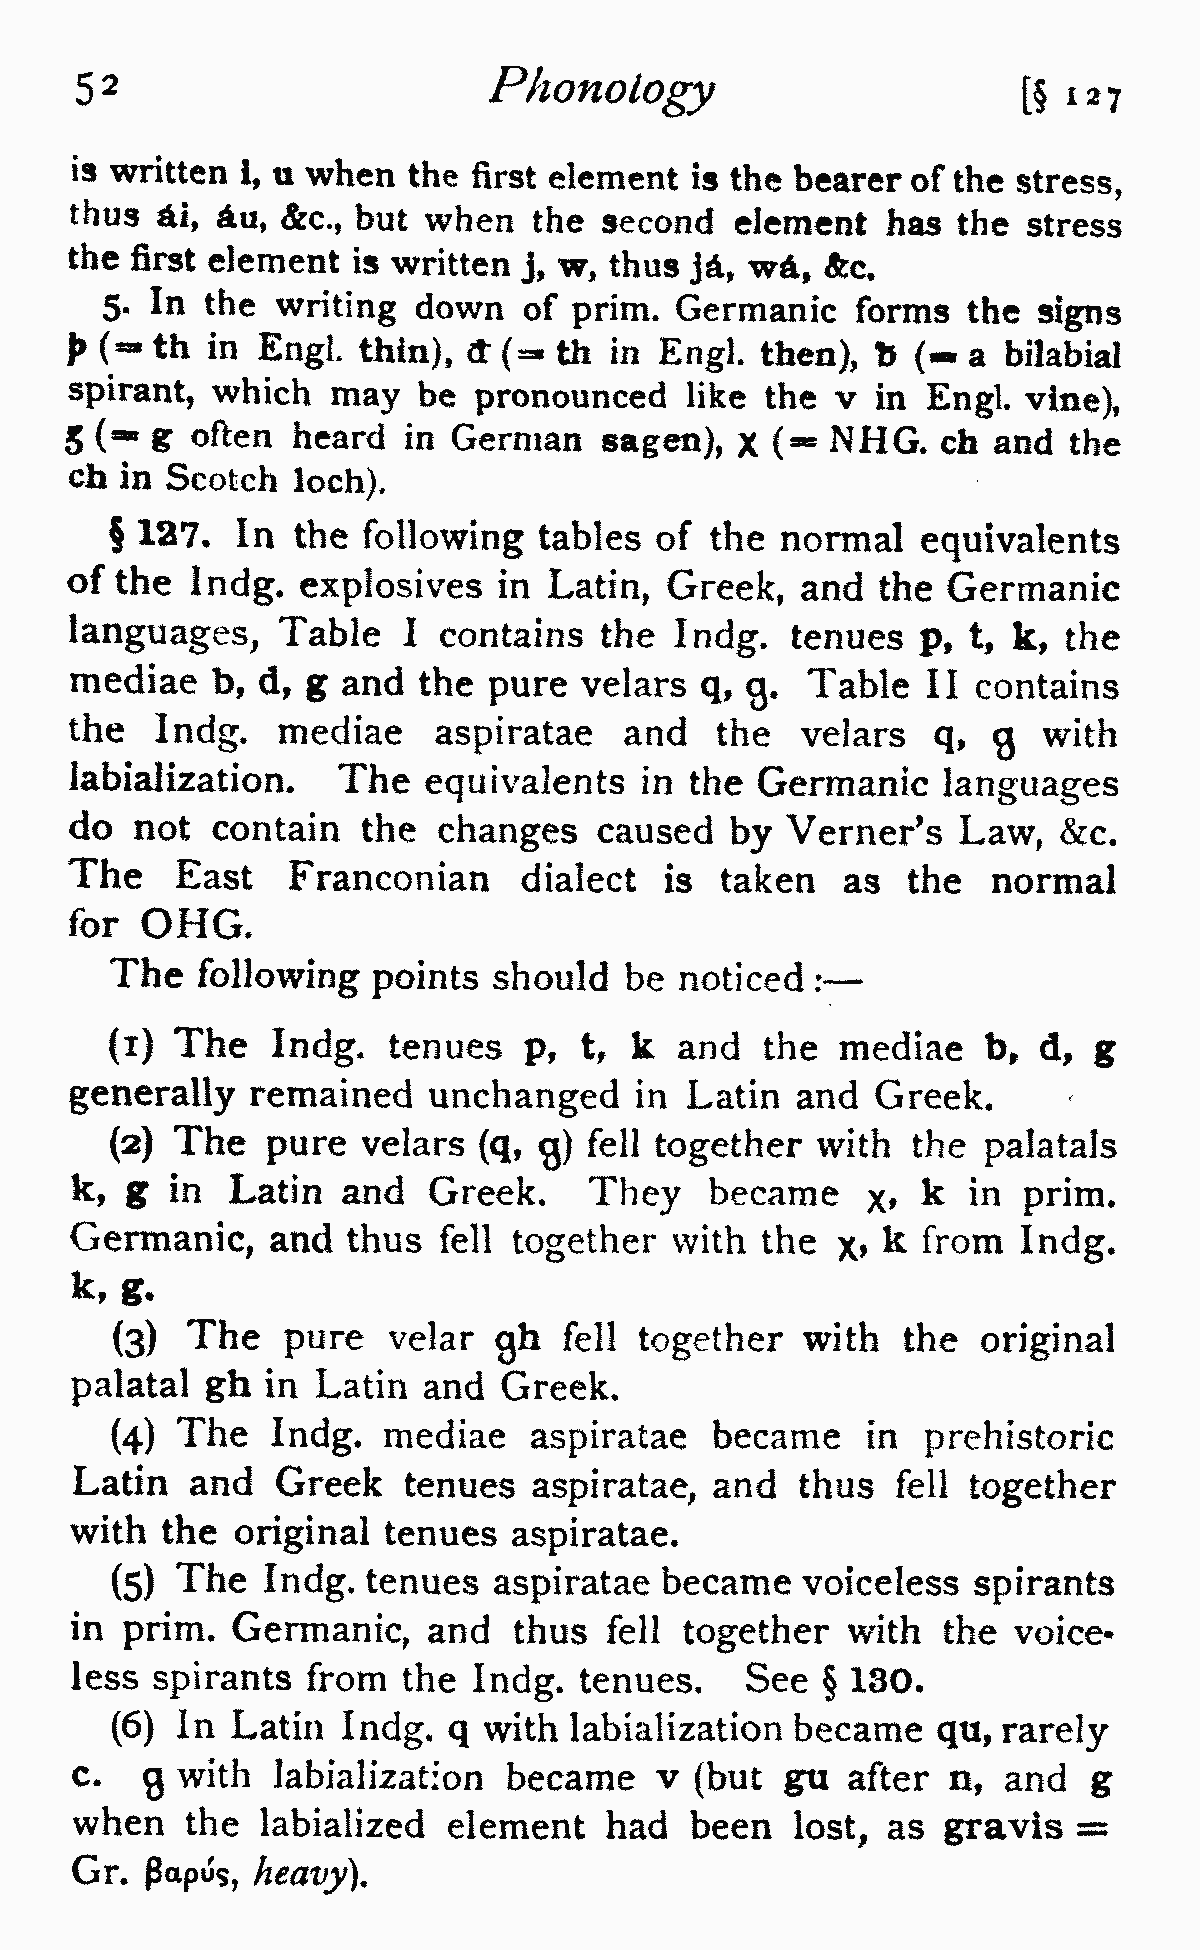 52 Phonology [§ 127
is written i, u when the first element is the bearer of the stress,
thus ái, áu, &c., but when the second element has the stress
the first element is written j, w, thus já, wá, &c.
5. In the writing down of prim. Germanic forms the signs
þ (= th in Engl. thin), đ (= th in Engl. then), ƀ (= a bilabial
spirant, which may be pronounced like the v in Engl. vine),
ʒ (= g often heard in German sagen), χ (= NHG. ch and the
ch in Scotch loch).
§ 127. In the following tables of the normal equivalents
of the Indg. explosives in Latin, Greek, and the Germanic
languages, Table I contains the Indg. tenues p, t, k, the
mediae b, d, g and the pure velars q, ƣ. Table II contains
the Indg. mediae aspiratae and the velars q, ƣ with
labialization. The equivalents in the Germanic languages
do not contain the changes caused by Verner's Law, &c.
The East Franconian dialect is taken as the normal
for OHG.
The following points should be noticed :—
(1) The Indg. tenues p, t, k and the mediae b, d, g
generally remained unchanged in Latin and Greek.
(2) The pure velars (q, ƣ) fell together with the palatals
k, g in Latin and Greek. They became χ, k in prim.
Germanic, and thus fell together with the χ, k from Indg.
k, g.
(3) The pure velar ƣh fell together with the original
palatal gh in Latin and Greek.
(4) The Indg. mediae aspiratae became in prehistoric
Latin and Greek tenues aspiratae, and thus fell together
with the original tenues aspiratae.
(5) The Indg. tenues aspiratae became voiceless spirants
in prim. Germanic, and thus fell together with the voice-
less spirants from the Indg. tenues. See § 130.
(6) In Latin Indg. q with labialization became qu, rarely
c. ƣ with labialization became v (but gu after n, and g
when the labialized element had been lost, as gravis =
Gr. βαρύς, heavy).